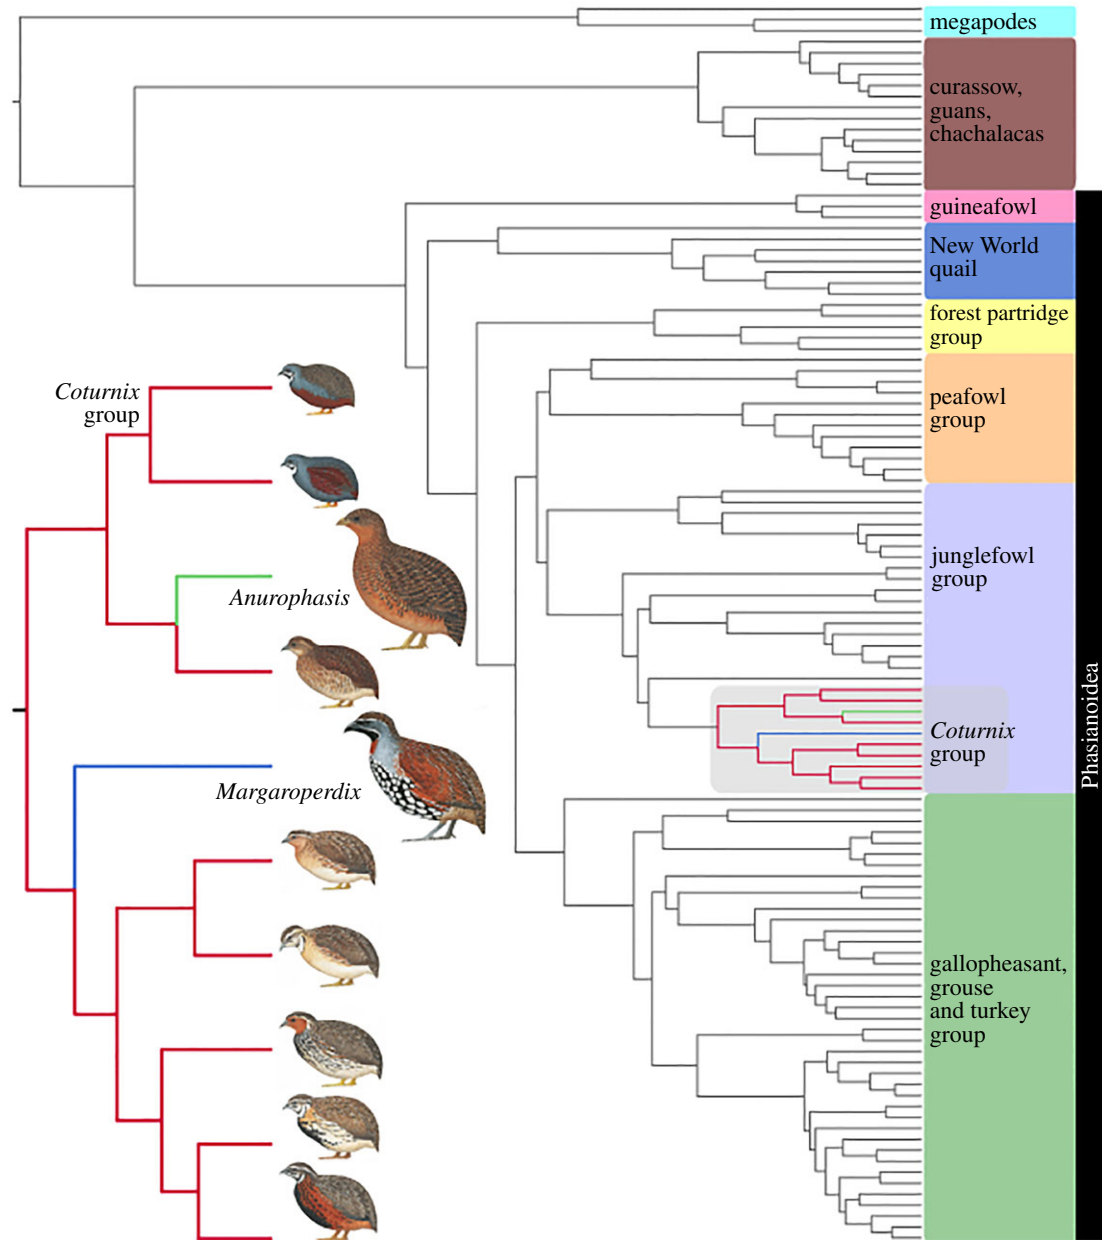 megapodes
curassow,
guans,
chachalacas
guineafowl
New World
quail
forest partridge
group
peafowl
group
junglefowl
group
Coturnix
group
gallopheasant,
grouse
and turkey
group
Phasianoidea
Coturnix
group
Anurophasis
Margaroperdix